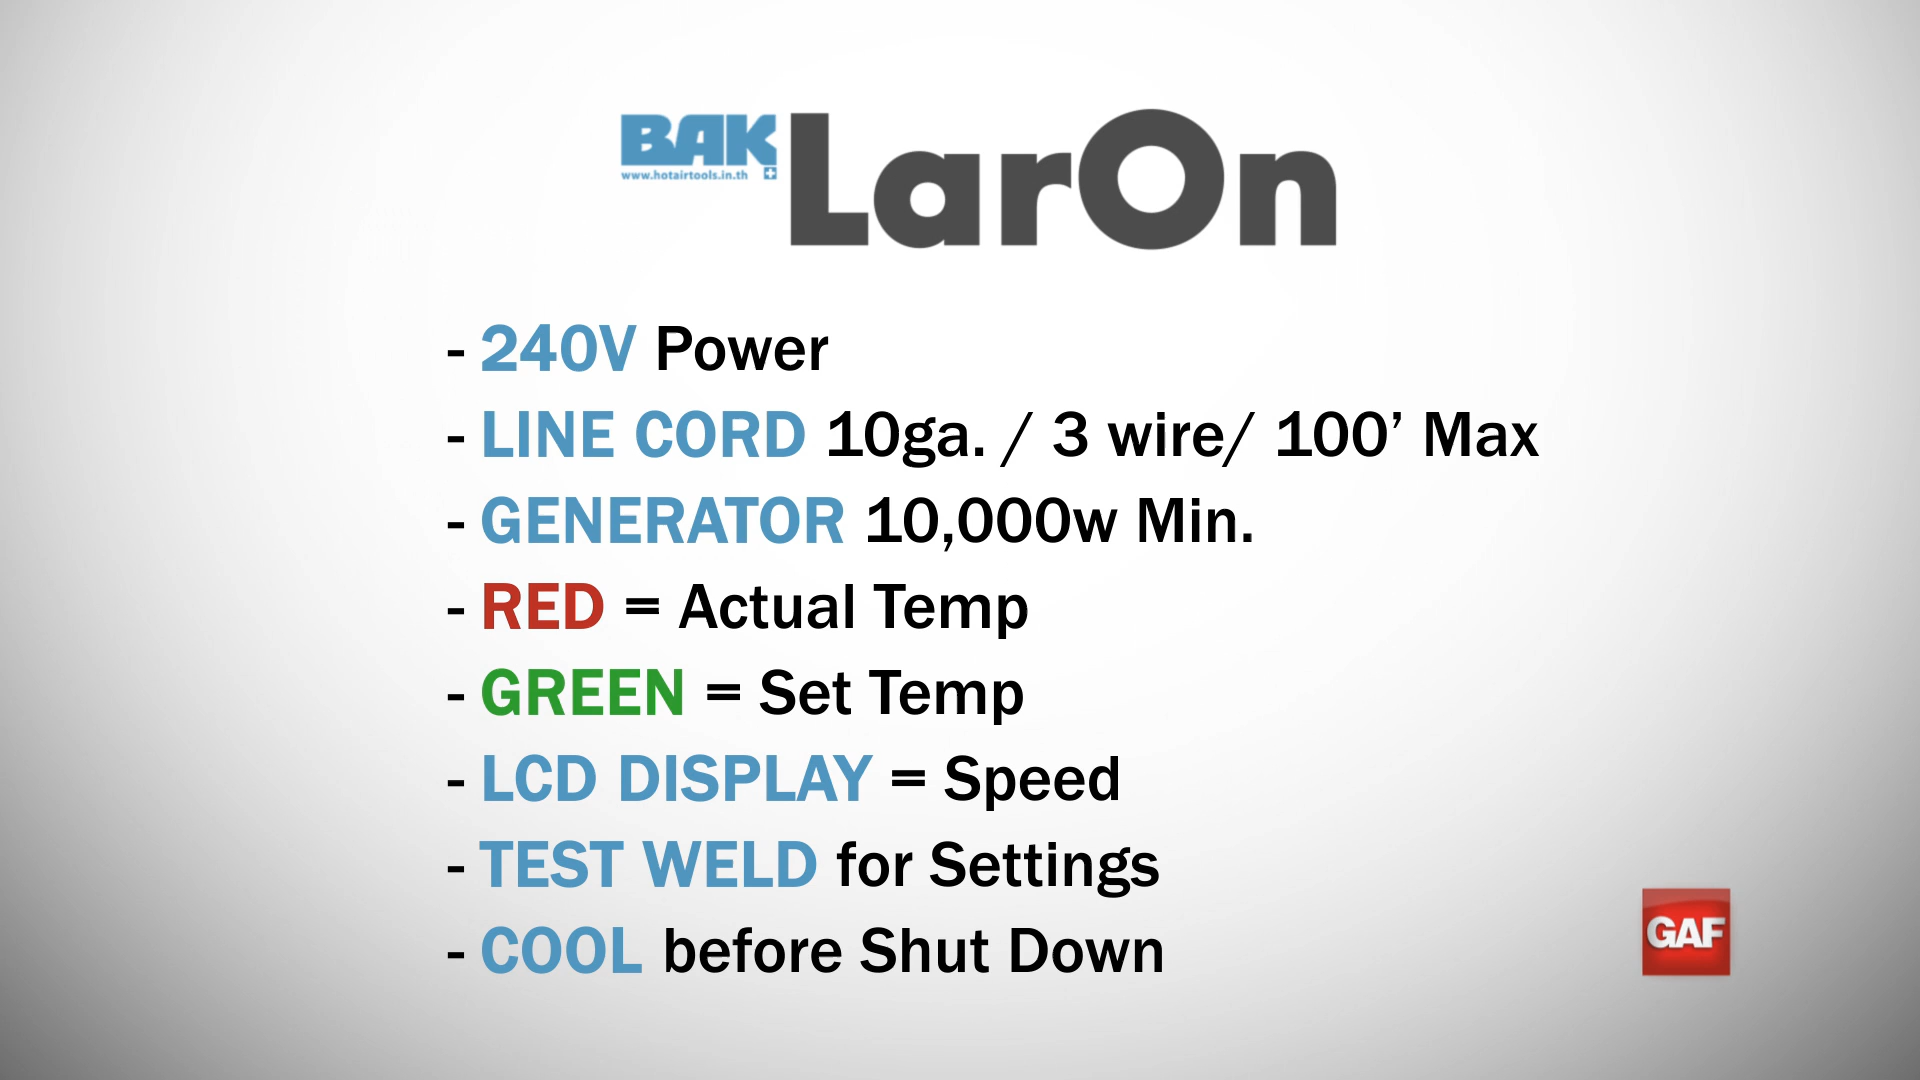 BAK
www.hotairtools.in.th
LarOn
- 240V Power
- LINE CORD 10ga. / 3 wire/ 100’ Max
- GENERATOR 10,000w Min.
- RED = Actual Temp
- GREEN = Set Temp
- LCD DISPLAY = Speed
- TEST WELD for Settings
- COOL before Shut Down
GAF